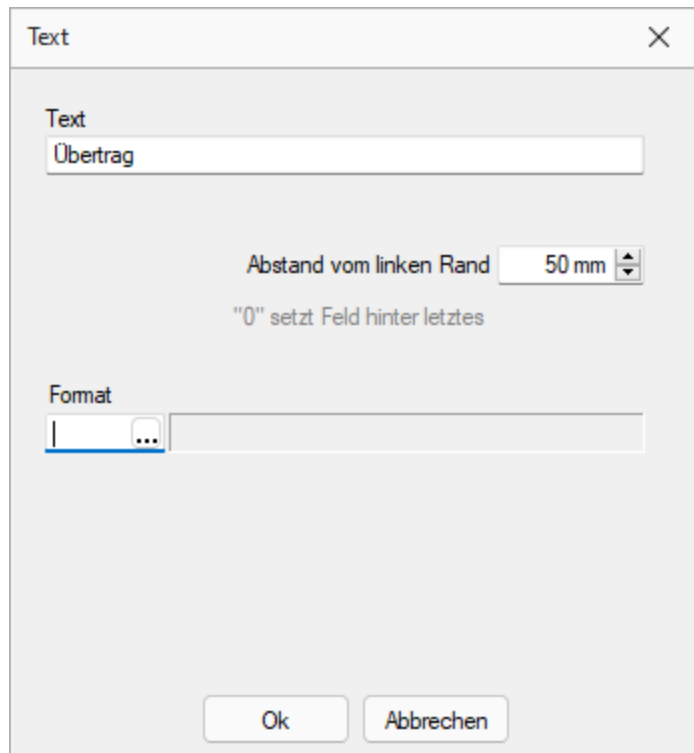 Text
Text
Übertrag
Abstand vom linken Rand 50 mm
"0" setzt Feld hinter letztes
Format
...
Ok Abbrechen